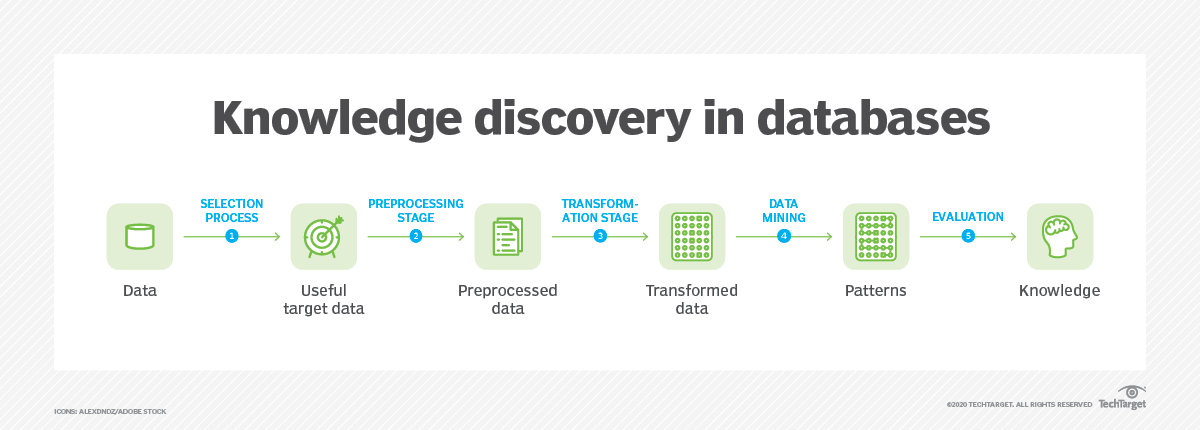 Knowledge discovery in databases
SELECTION
PROCESS
1
PREPROCESSING
STAGE
2
TRANSFORM-
ATION STAGE
3
DATA
MINING
4
EVALUATION
5
Data
Useful
target data
Preprocessed
data
Transformed
data
Patterns
Knowledge
ICONS: ALEXDNDZ/ADOBE STOCK
©2020 TECHTARGET. ALL RIGHTS RESERVED
TechTarget